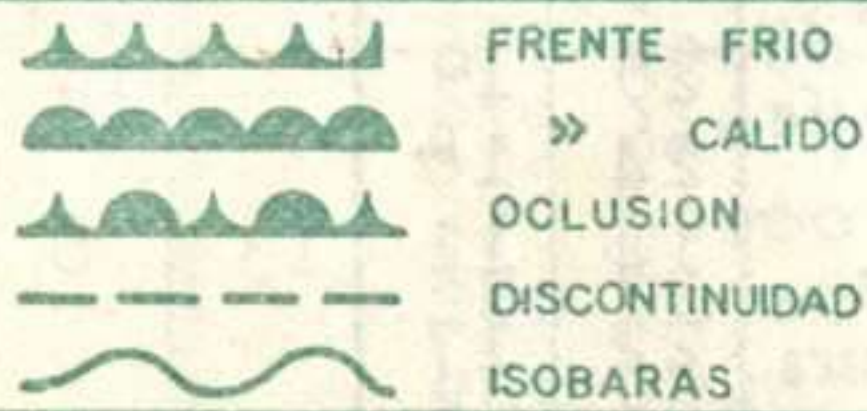 FRENTE FRIO
» CALIDO
OCLUSION
DISCONTINUIDAD
ISOBARAS